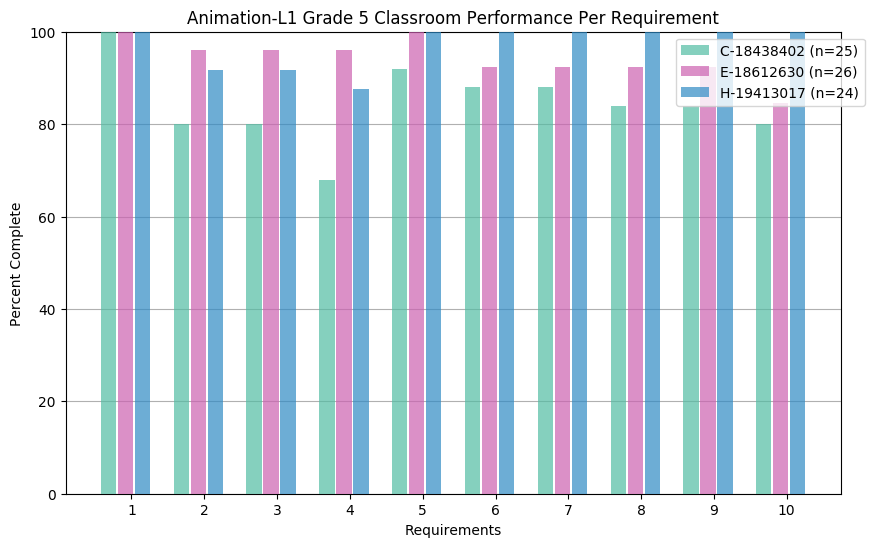 Animation-L1 Grade 5 Classroom Performance Per Requirement
C-18438402 (n=25)
E-18612630 (n=26)
H-19413017 (n=24)
100
80
60
40
20
0
Percent Complete
1 2 3 4 5 6 7 8 9 10
Requirements